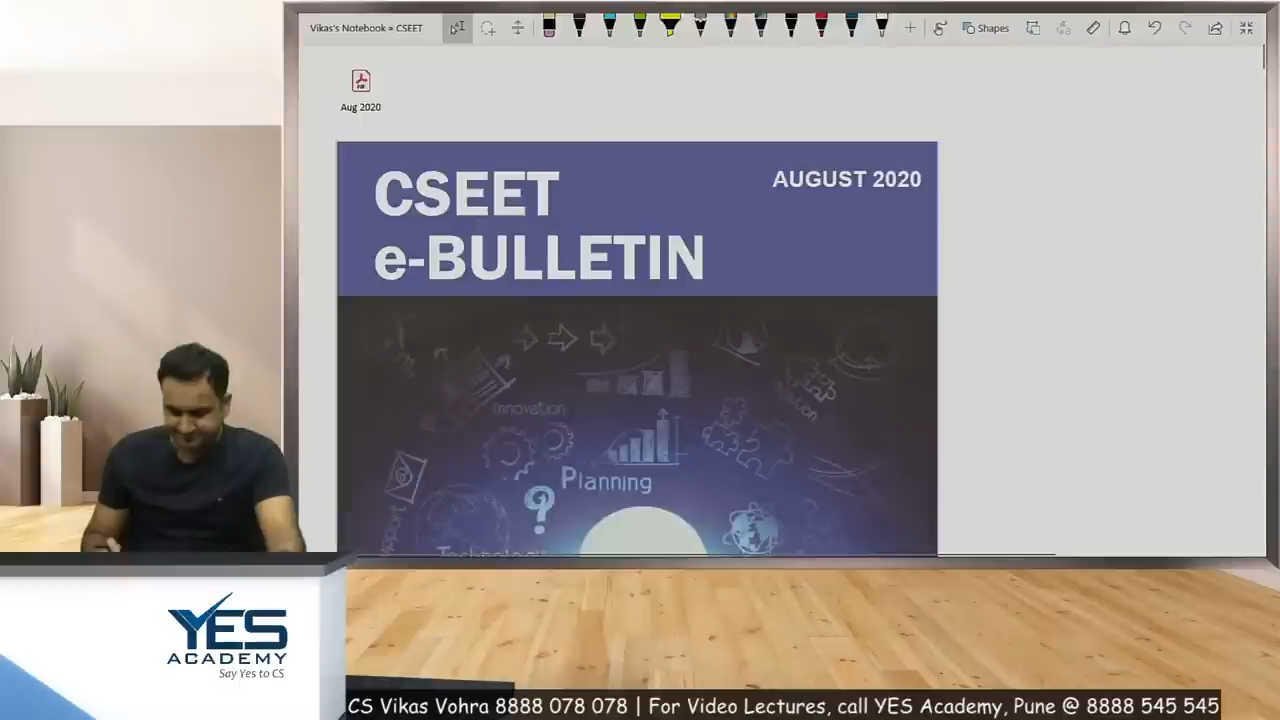 Vikas's Notebook » CSEET
Shapes
Aug 2020
CSEET
e-BULLETIN
AUGUST 2020
Innovation
Planning
Technology
YES
ACADEMY
Say Yes to CS
CS Vikas Vohra 8888 078 078 | For Video Lectures, call YES Academy, Pune @ 8888 545 545